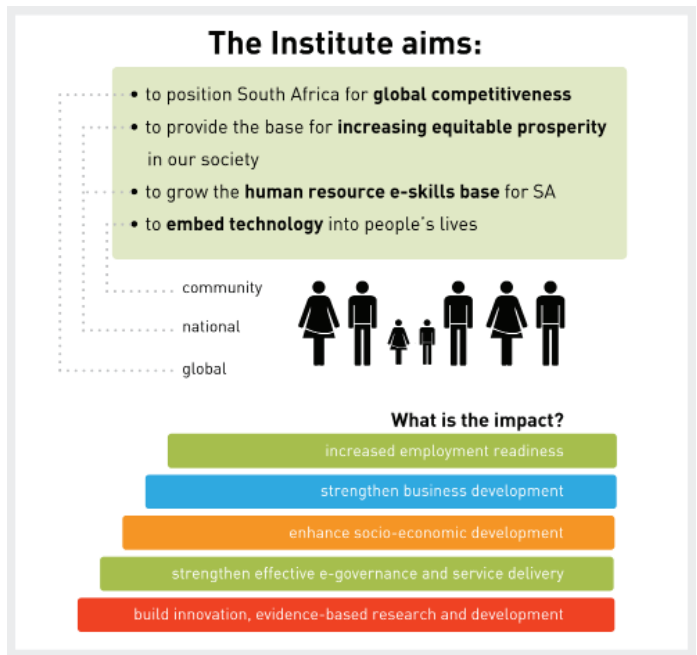 The Institute aims:
• to position South Africa for global competitiveness
• to provide the base for increasing equitable prosperity
in our society
• to grow the human resource e-skills base for SA
• to embed technology into people's lives
community
national
global
What is the impact?
increased employment readiness
strengthen business development
enhance socio-economic development
strengthen effective e-governance and service delivery
build innovation, evidence-based research and development